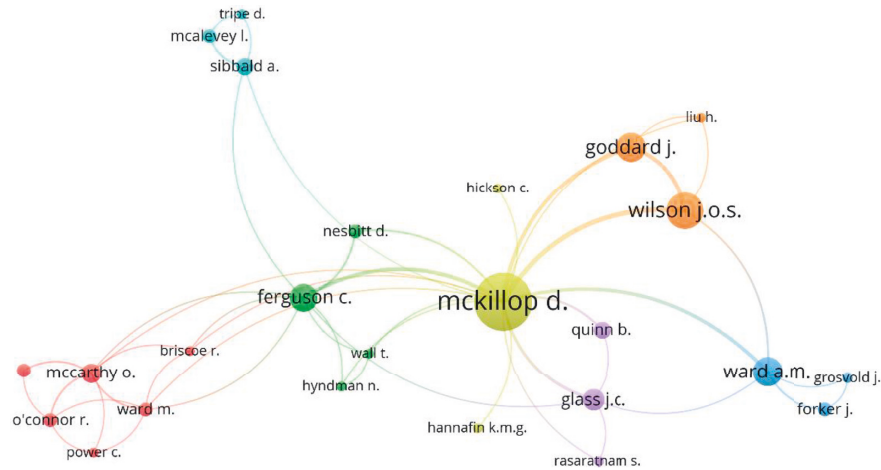 tripe d.
mcalevey l.
sibbald a.
liu h.
goddard j.
hickson c.
wilson j.o.s.
nesbitt d.
ferguson c.
mckillop d.
quinn b.
briscoe r.
wall t.
mccarthy o.
ward a.m.
grosvold j.
hyndman n.
glass j.c.
forker j.
ward m.
o'connor r.
hannafin k.m.g.
power c.
rasaratnam s.